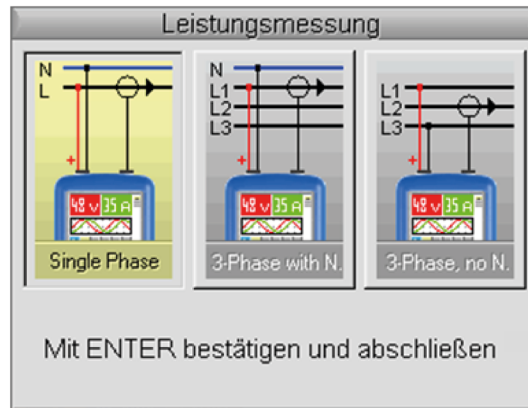 Leistungsmessung
N
L
+
48 V 35 A
Single Phase
N
L1
L2
L3
+
48 V 35 A
3-Phase with N.
L1
L2
L3
+
48 V 35 A
3-Phase, no N.
Mit ENTER bestätigen und abschließen